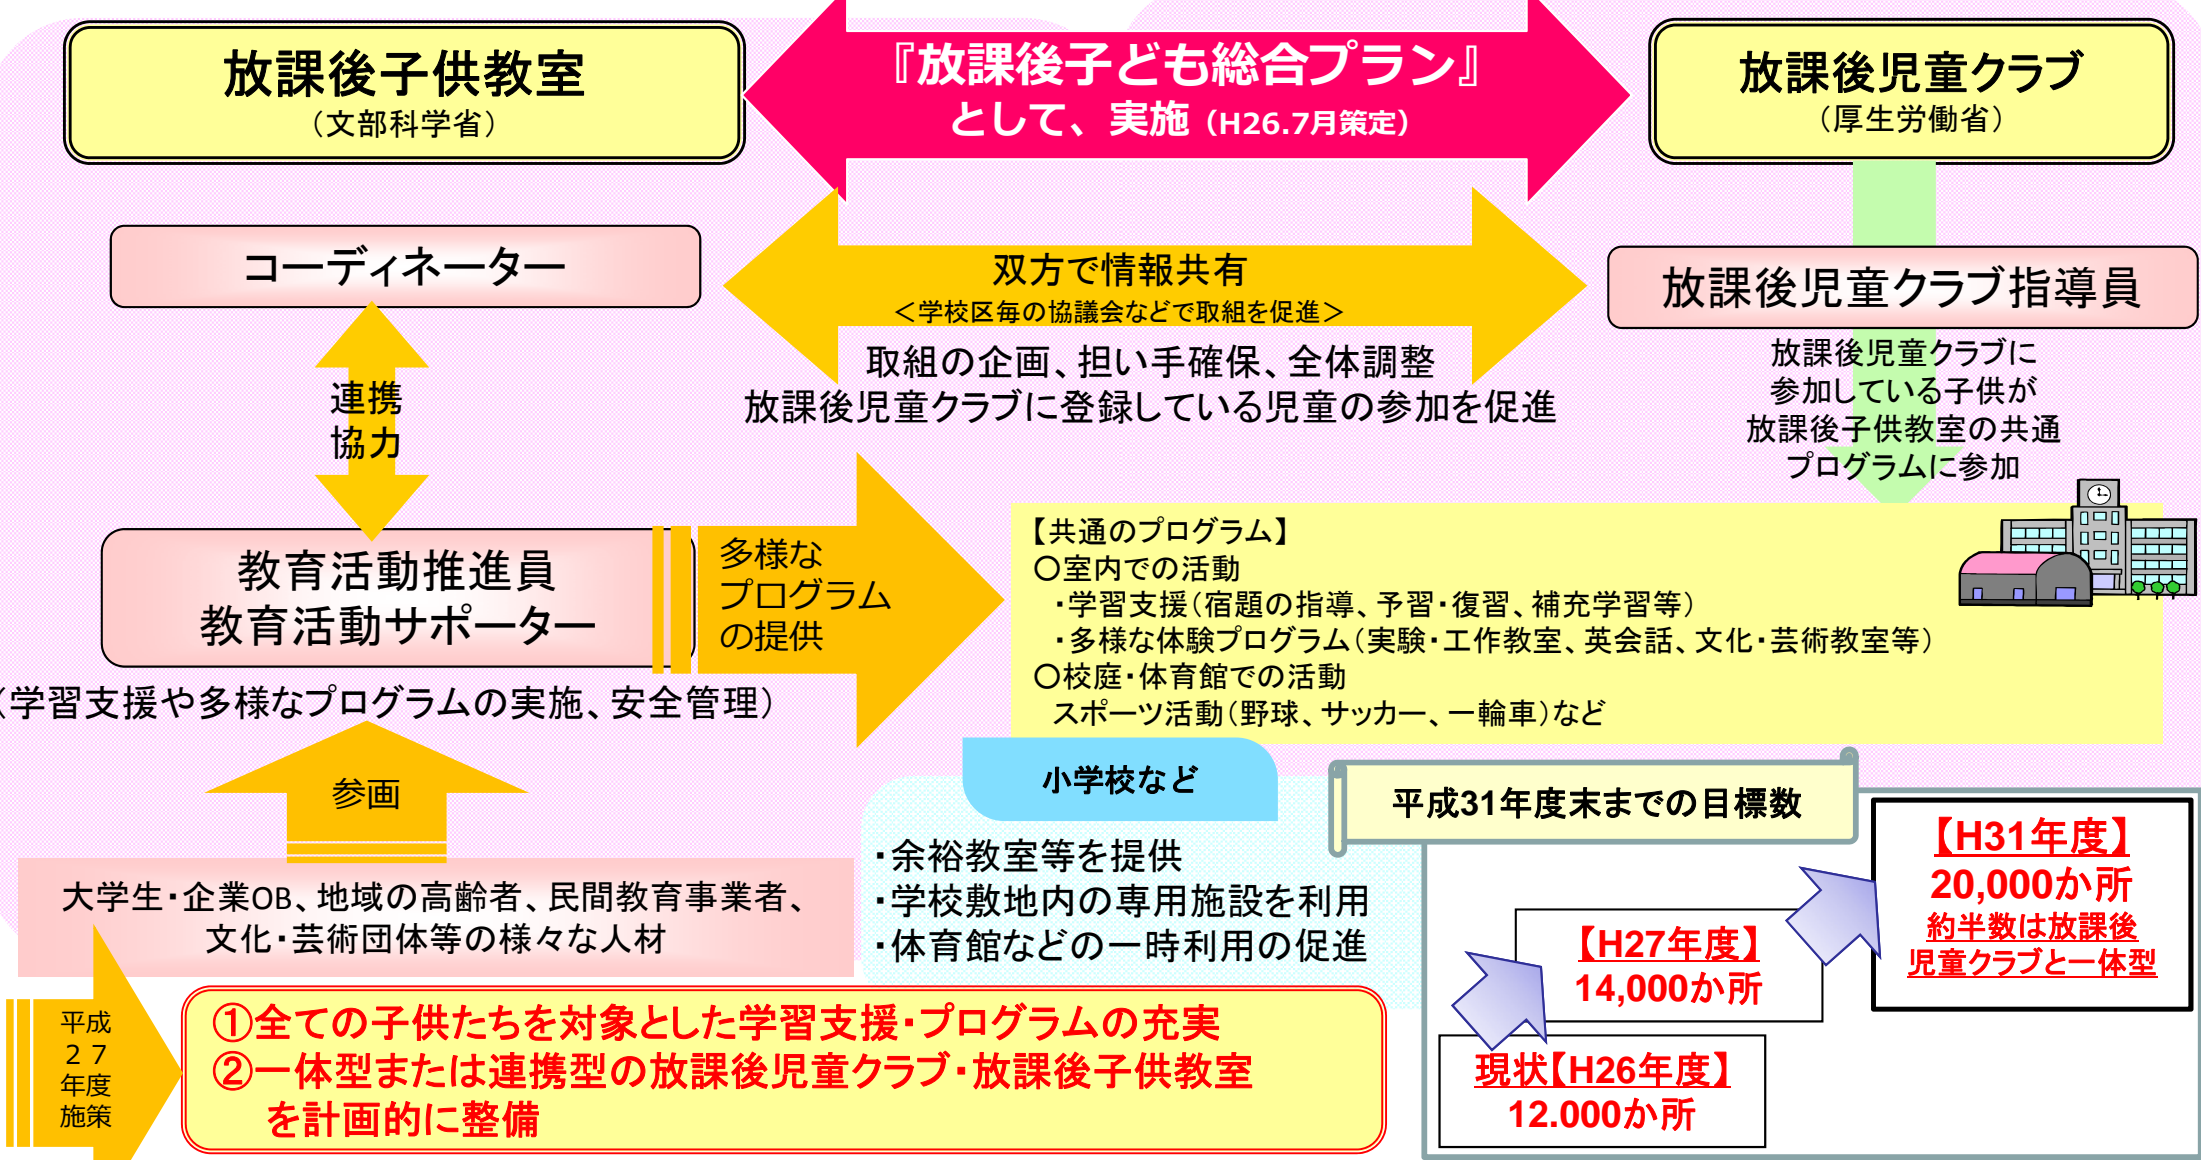 放課後子供教室
（文部科学省）
『放課後子ども総合プラン』
として、実施（H26.7月策定）
放課後児童クラブ
（厚生労働省）
コーディネーター
双方で情報共有
＜学校区毎の協議会などで取組を促進＞
取組の企画、担い手確保、全体調整
放課後児童クラブに登録している児童の参加を促進
放課後児童クラブ指導員
放課後児童クラブに
参加している子供が
放課後子供教室の共通
プログラムに参加
連携
協力
教育活動推進員
教育活動サポーター
（学習支援や多様なプログラムの実施、安全管理）
多様な
プログラム
の提供
【共通のプログラム】
○室内での活動
・学習支援（宿題の指導、予習・復習、補充学習等）
・多様な体験プログラム（実験・工作教室、英会話、文化・芸術教室等）
○校庭・体育館での活動
スポーツ活動（野球、サッカー、一輪車）など
参画
大学生・企業OB、地域の高齢者、民間教育事業者、
文化・芸術団体等の様々な人材
小学校など
・余裕教室等を提供
・学校敷地内の専用施設を利用
・体育館などの一時利用の促進
平成
２７
年度
施策
①全ての子供たちを対象とした学習支援・プログラムの充実
②一体型または連携型の放課後児童クラブ・放課後子供教室
を計画的に整備
平成31年度末までの目標数
【H31年度】
20,000か所
約半数は放課後
児童クラブと一体型
【H27年度】
14,000か所
現状【H26年度】
12.000か所